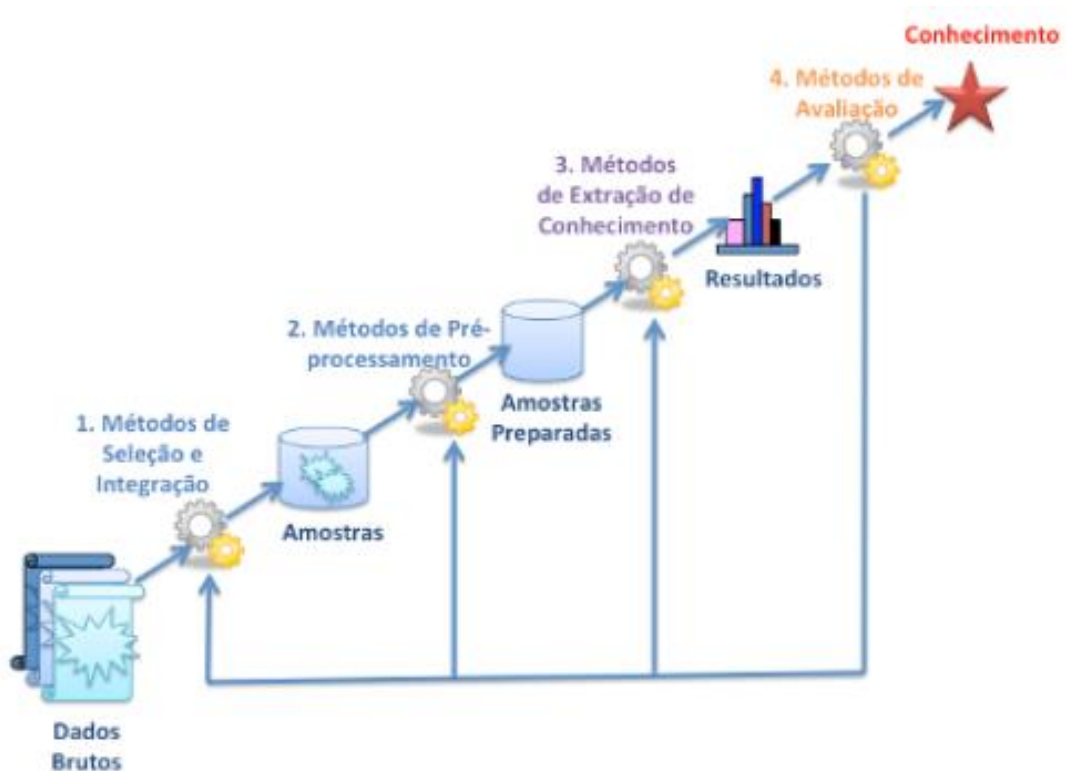 Conhecimento
4. Métodos de
Avaliação
3. Métodos
de Extração de
Conhecimento
Resultados
2. Métodos de Pré-
processamento
Amostras
Preparadas
1. Métodos de
Seleção e
Integração
Amostras
Dados
Brutos